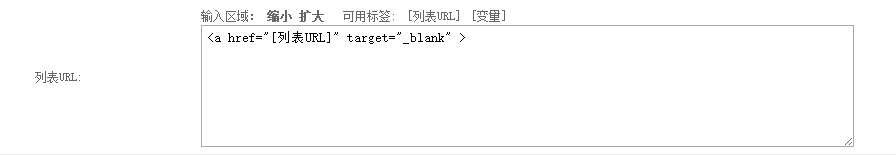 输入区域: 缩小 扩大 可用标签: [列表URL] [变量]
<a href="[列表URL]" target="_blank" >
列表URL: